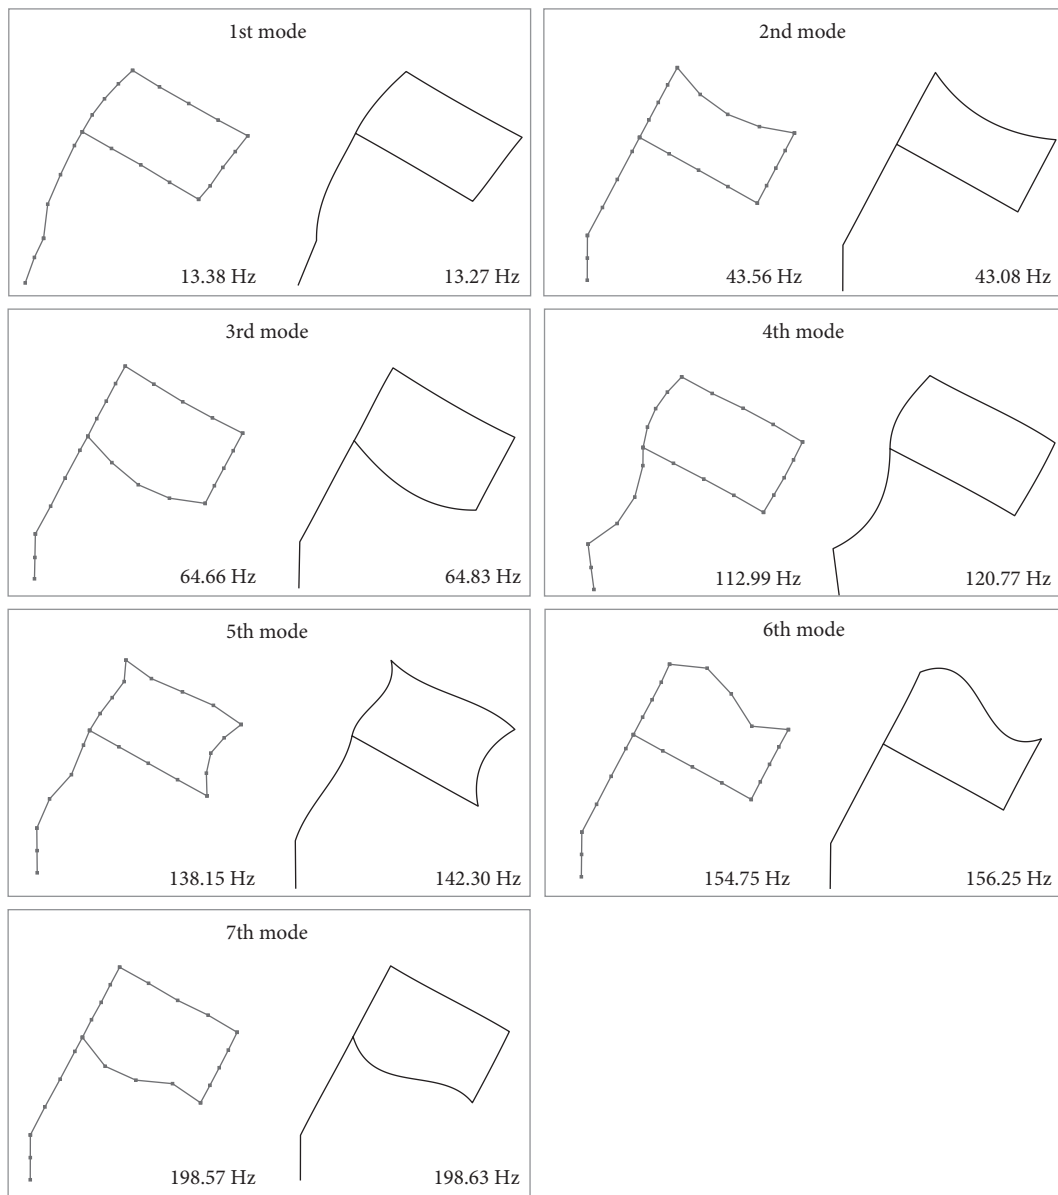 1st mode
13.38 Hz
13.27 Hz
2nd mode
43.56 Hz
43.08 Hz
3rd mode
64.66 Hz
64.83 Hz
4th mode
112.99 Hz
120.77 Hz
5th mode
138.15 Hz
142.30 Hz
6th mode
154.75 Hz
156.25 Hz
7th mode
198.57 Hz
198.63 Hz